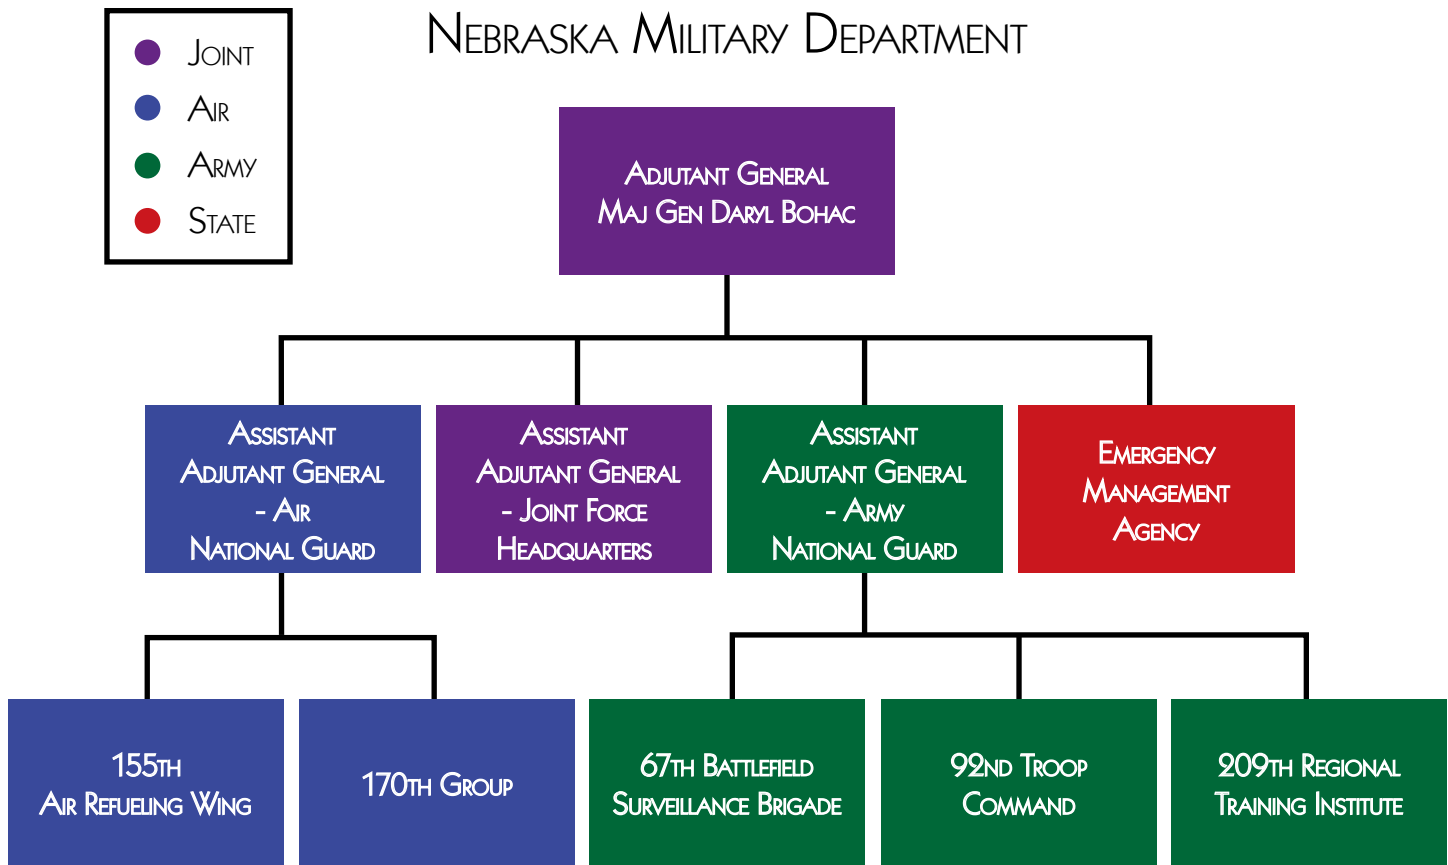 Nebraska Military Department
Joint
Air
Army
State
Adjutant General
Maj Gen Daryl Bohac
Assistant
Adjutant General
- Air
National Guard
Assistant
Adjutant General
- Joint Force
Headquarters
Assistant
Adjutant General
- Army
National Guard
Emergency
Management
Agency
155th
Air Refueling Wing
170th Group
67th Battlefield
Surveillance Brigade
92nd Troop
Command
209th Regional
Training Institute